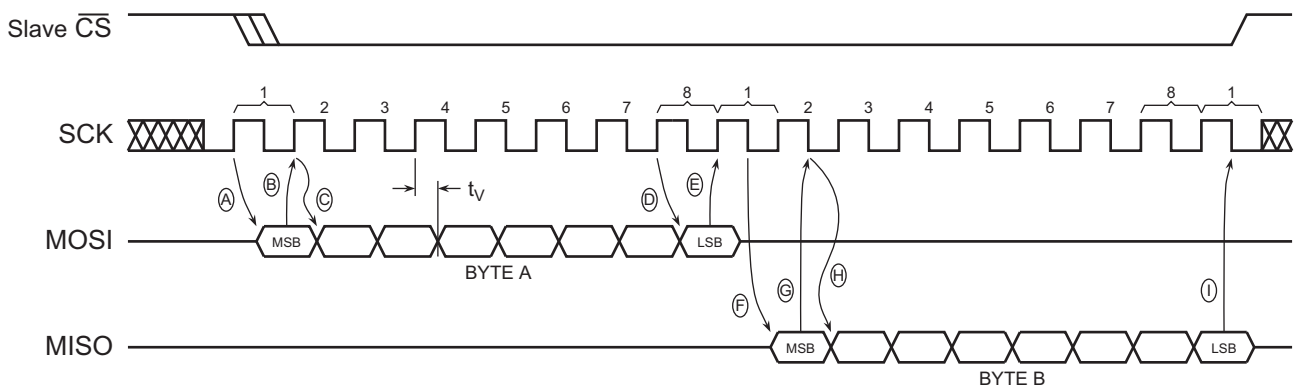 Slave CS
1 2 3 4 5 6 7 8 1 2 3 4 5 6 7 8 1
SCK
A B C tV D E
MOSI MSB LSB
BYTE A
F G H I
MISO MSB LSB
BYTE B